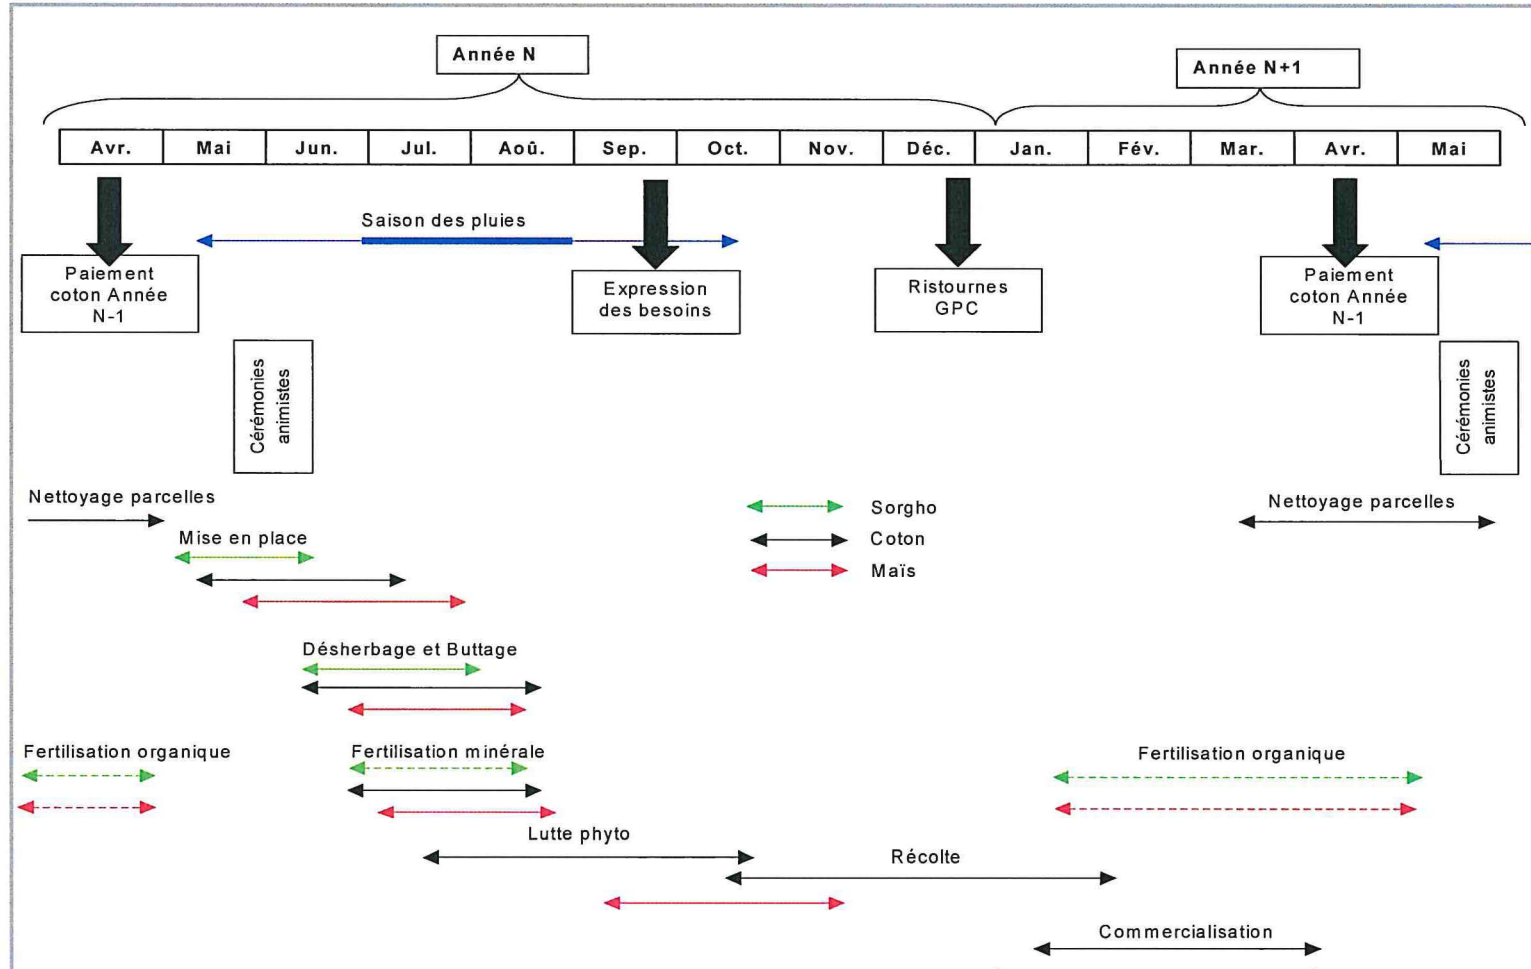 Année N
Année N+1
Avr. Mai Jun. Jul. Aoû. Sep. Oct. Nov. Déc. Jan. Fév. Mar. Avr. Mai
Saison des pluies
Paiement
coton Année
N-1
Expression
des besoins
Ristournes
GPC
Paiement
coton Année
N-1
Cérémonies
animistes
Cérémonies
animistes
Nettoyage parcelles
Nettoyage parcelles
Sorgho
Coton
Maïs
Mise en place
Désherbage et Buttage
Fertilisation organique
Fertilisation minérale
Fertilisation organique
Lutte phyto
Récolte
Commercialisation